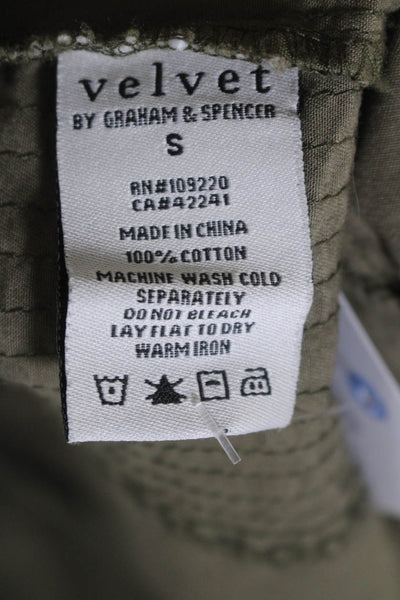 velvet
BY GRAHAM & SPENCER
S
RN#109220
CA#42241
MADE IN CHINA
100% COTTON
MACHINE WASH COLD
SEPARATELY
DO NOT BLEACH
LAY FLAT TO DRY
WARM IRON